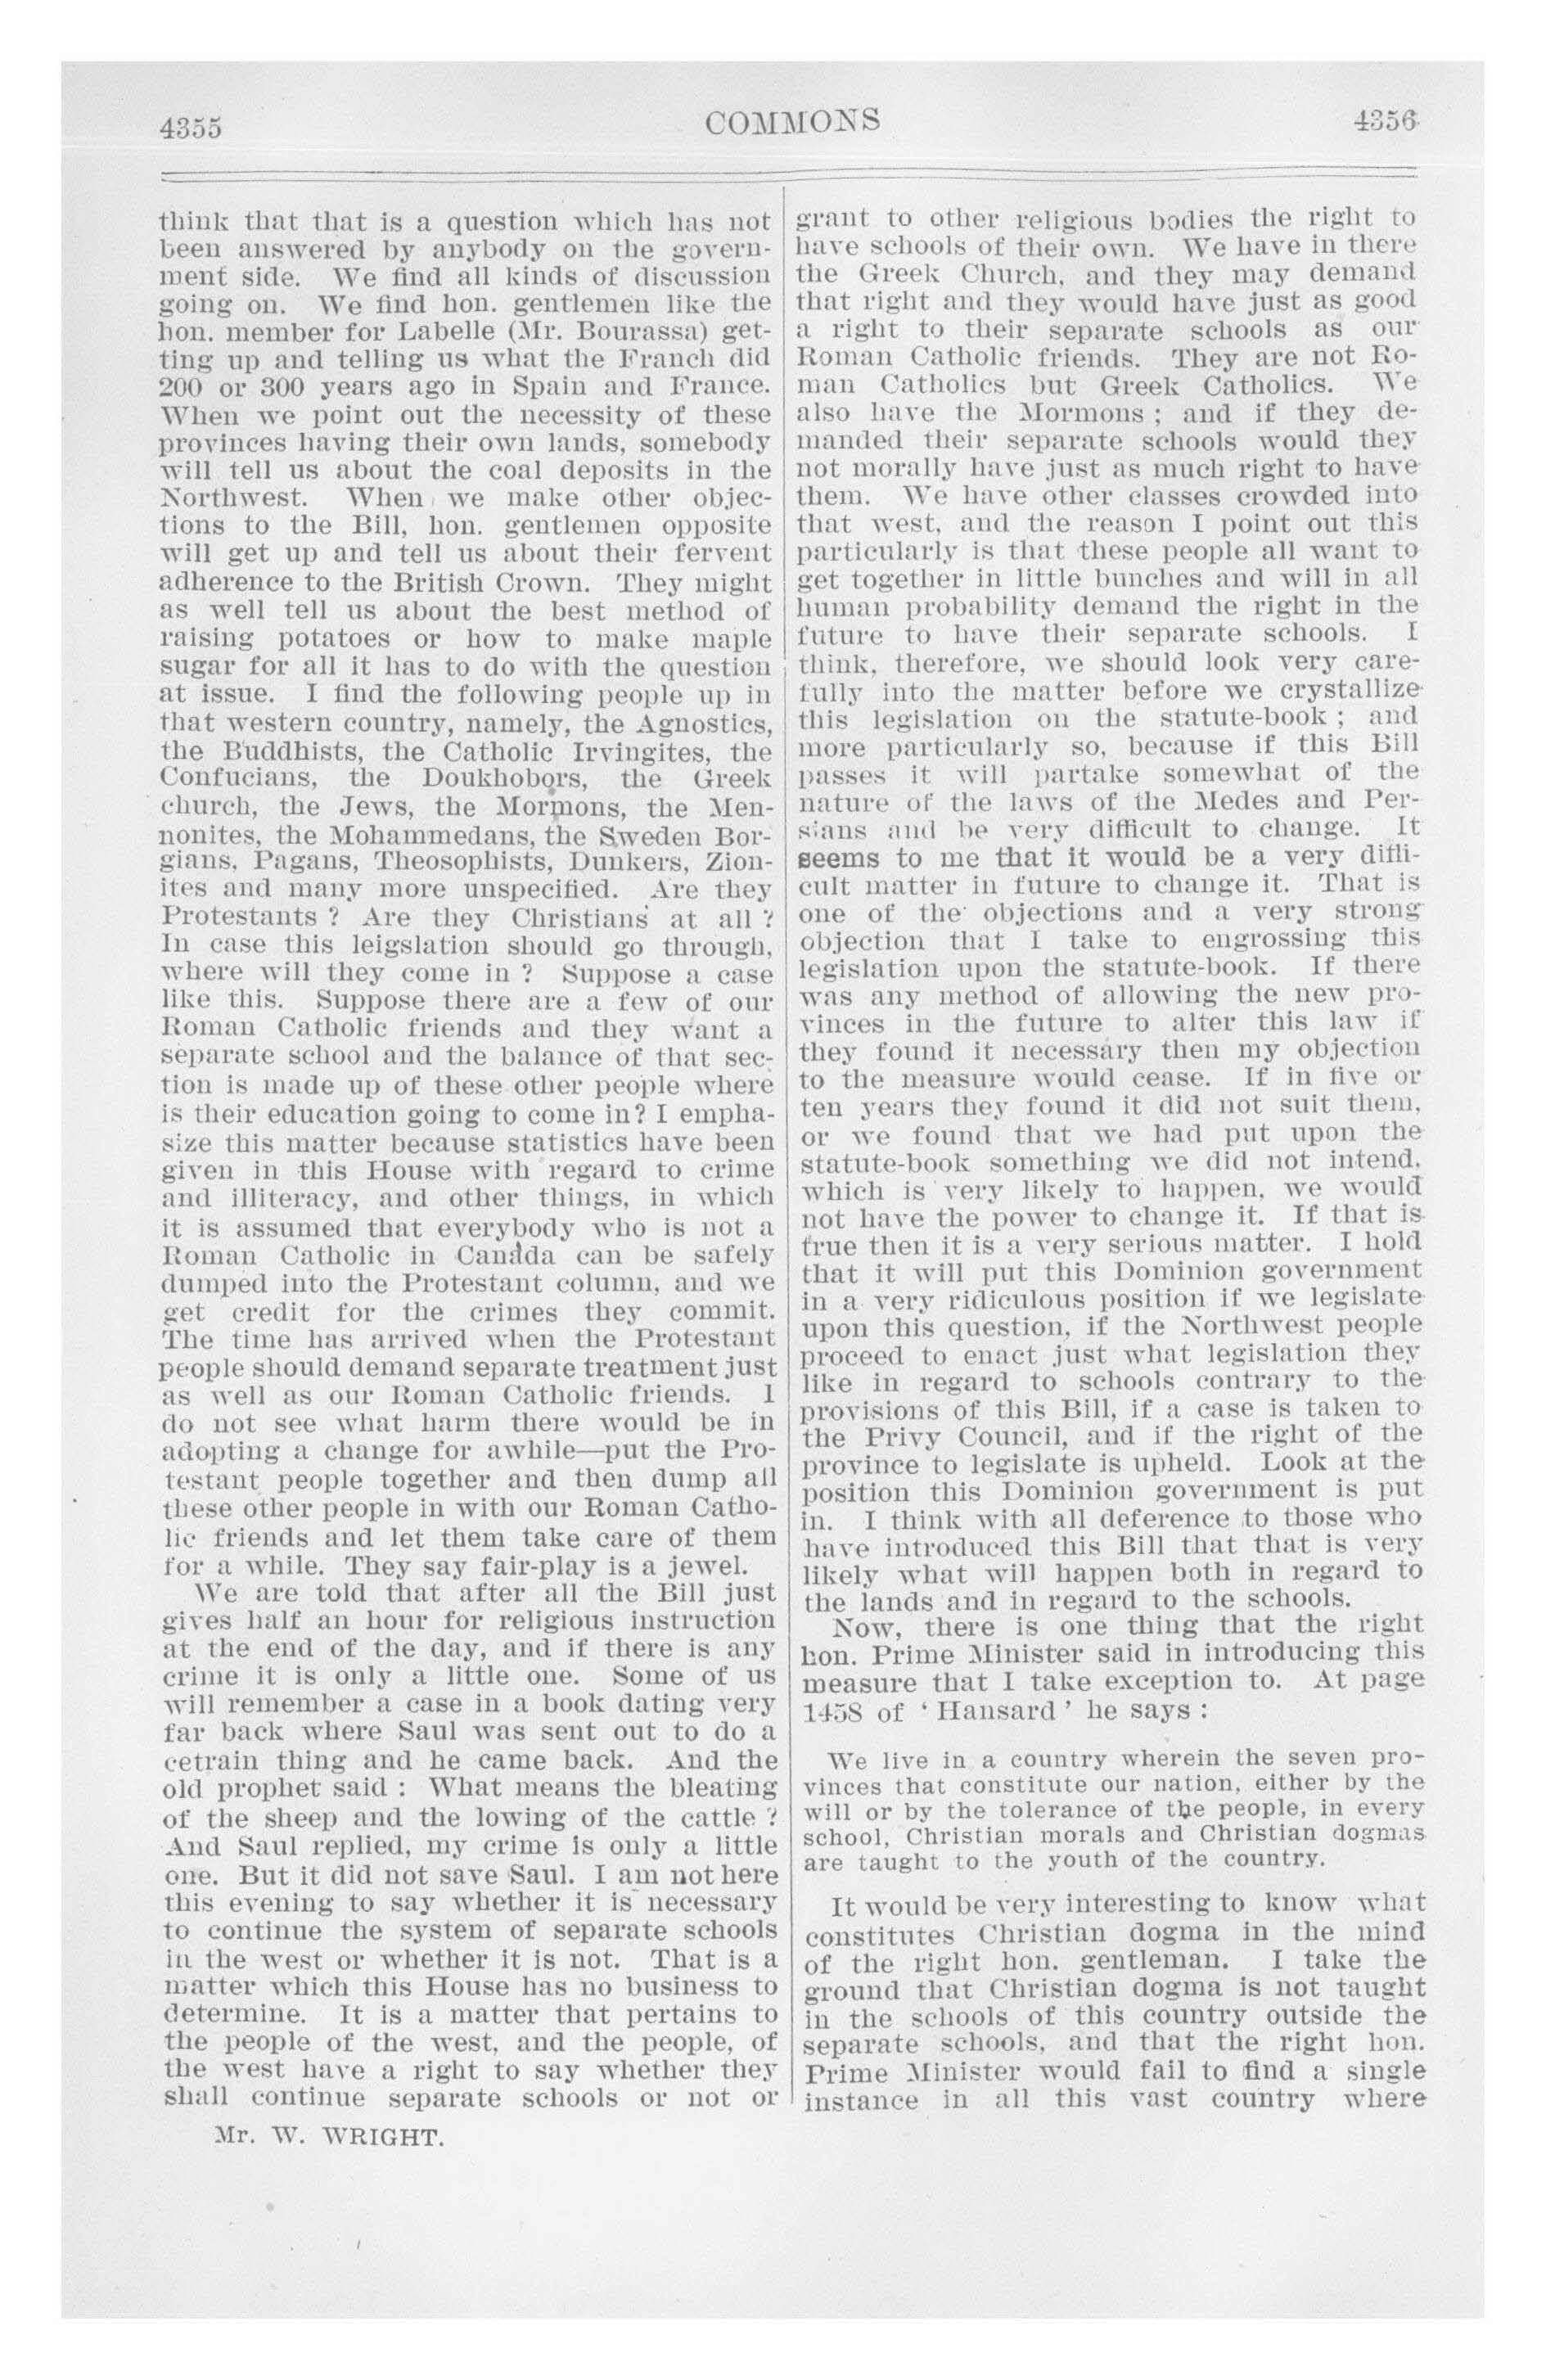 4355
COMMONS
4356
think that that is a question which has not
been answered by anybody on the govern-
ment side. We find all kinds of discussion
going on. We find hon. gentlemen like the
hon. member for Labelle (Mr. Bourassa) get-
ting up and telling us what the Franch did
200 or 300 years ago in Spain and France.
When we point out the necessity of these
provinces having their own lands, somebody
will tell us about the coal deposits in the
Northwest. When we make other objec-
tions to the Bill, hon. gentlemen opposite
will get up and tell us about their fervent
adherence to the British Crown. They might
as well tell us about the best method of
raising potatoes or how to make maple
sugar for all it has to do with the question
at issue. I find the following people up in
that western country, namely, the Agnostics,
the Buddhists, the Catholic Irvingites, the
Confucians, the Doukhobors, the Greek
church, the Jews, the Mormons, the Men-
nonites, the Mohammedans, the Sweden Bor-
gians, Pagans, Theosophists, Dunkers, Zion-
ites and many more unspecified. Are they
Protestants ? Are they Christians at all ?
In case this leigslation should go through,
where will they come in ? Suppose a case
like this. Suppose there are a few of our
Roman Catholic friends and they want a
separate school and the balance of that sec-
tion is made up of these other people where
is their education going to come in? I empha-
size this matter because statistics have been
given in this House with regard to crime
and illiteracy, and other things, in which
it is assumed that everybody who is not a
Roman Catholic in Canada can be safely
dumped into the Protestant column, and we
get credit for the crimes they commit.
The time has arrived when the Protestant
people should demand separate treatment just
as well as our Roman Catholic friends. I
do not see what harm there would be in
adopting a change for awhile—put the Pro-
testant people together and then dump all
these other people in with our Roman Catho-
lic friends and let them take care of them
for a while. They say fair-play is a jewel.
We are told that after all the Bill just
gives half an hour for religious instruction
at the end of the day, and if there is any
crime it is only a little one. Some of us
will remember a case in a book dating very
far back where Saul was sent out to do a
cetrain thing and he came back. And the
old prophet said : What means the bleating
of the sheep and the lowing of the cattle ?
And Saul replied, my crime is only a little
one. But it did not save Saul. I am not here
this evening to say whether it is necessary
to continue the system of separate schools
in the west or whether it is not. That is a
matter which this House has no business to
determine. It is a matter that pertains to
the people of the west, and the people, of
the west have a right to say whether they
shall continue separate schools or not or
Mr. W. WRIGHT.
grant to other religious bodies the right to
have schools of their own. We have in there
the Greek Church, and they may demand
that right and they would have just as good
a right to their separate schools as our
Roman Catholic friends. They are not Ro-
man Catholics but Greek Catholics. We
also have the Mormons ; and if they de-
manded their separate schools would they
not morally have just as much right to have
them. We have other classes crowded into
that west, and the reason I point out this
particularly is that these people all want to
get together in little bunches and will in all
human probability demand the right in the
future to have their separate schools. I
think, therefore, we should look very care-
fully into the matter before we crystallize
this legislation on the statute-book ; and
more particularly so, because if this Bill
passes it will partake somewhat of the
nature of the laws of the Medes and Per-
sians and be very difficult to change. It
seems to me that it would be a very diffi-
cult matter in future to change it. That is
one of the objections and a very strong
objection that I take to engrossing this
legislation upon the statute-book. If there
was any method of allowing the new pro-
vinces in the future to alter this law if
they found it necessary then my objection
to the measure would cease. If in five or
ten years they found it did not suit them,
or we found that we had put upon the
statute-book something we did not intend,
which is very likely to happen, we would
not have the power to change it. If that is
true then it is a very serious matter. I hold
that it will put this Dominion government
in a very ridiculous position if we legislate
upon this question, if the Northwest people
proceed to enact just what legislation they
like in regard to schools contrary to the
provisions of this Bill, if a case is taken to
the Privy Council, and if the right of the
province to legislate is upheld. Look at the
position this Dominion government is put
in. I think with all deference to those who
have introduced this Bill that that is very
likely what will happen both in regard to
the lands and in regard to the schools.
Now, there is one thing that the right
hon. Prime Minister said in introducing this
measure that I take exception to. At page
1458 of ‘ Hansard ’ he says :
We live in a country wherein the seven pro-
vinces that constitute our nation, either by the
will or by the tolerance of the people, in every
school, Christian morals and Christian dogmas
are taught to the youth of the country.
It would be very interesting to know what
constitutes Christian dogma in the mind
of the right hon. gentleman. I take the
ground that Christian dogma is not taught
in the schools of this country outside the
separate schools, and that the right hon.
Prime Minister would fail to find a single
instance in all this vast country where